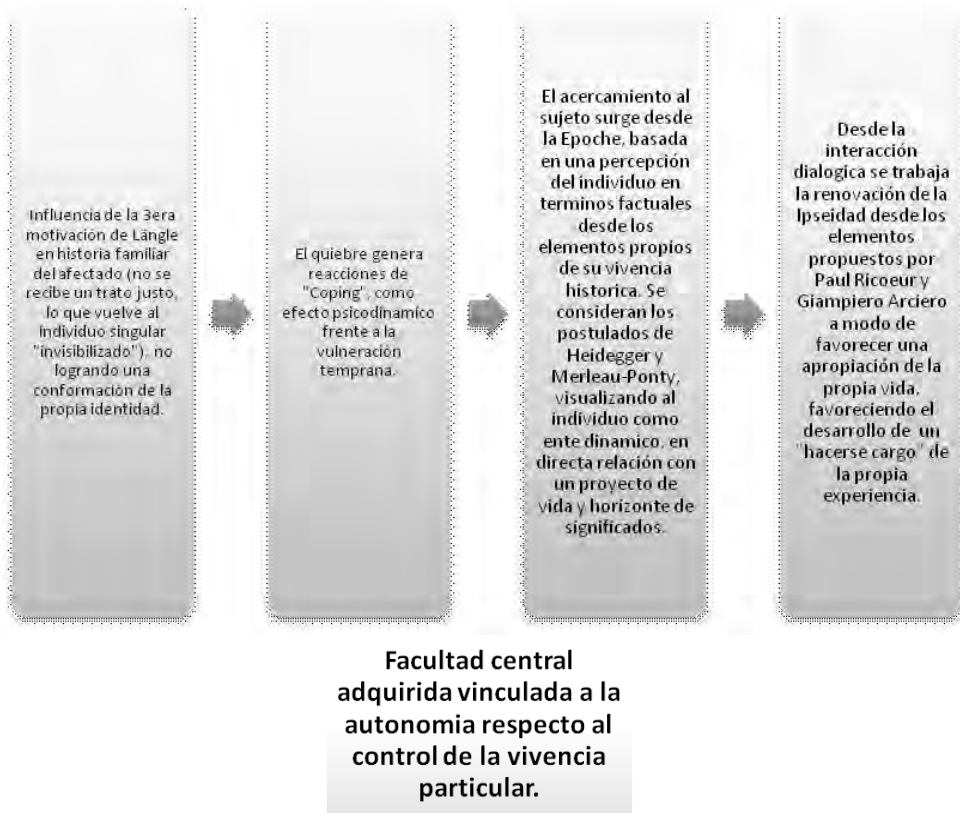 Influencia de la 3era
motivación de Längle
en historia familiar
del afectado (no se
recibe un trato justo,
lo que vuelve al
individuo singular
"invisibilizado"), no
logrando una
conformación de la
propia identidad.
El quiebre genera
reacciones de
"Coping", como
efecto psicodinamico
frente a la
vulneración
temprana.
El acercamiento al
sujeto surge desde
la Epoche, basada
en una percepción
del individuo en
terminos factuales
desde los
elementos propios
de su vivencia
historica. Se
consideran los
postulados de
Heidegger y
Merleau-Ponty,
visualizando al
individuo como
ente dinamico, en
directa relación con
un proyecto de
vida y horizonte de
significados.
Desde la
interacción
dialogica se trabaja
la renovación de la
Ipseidad desde los
elementos
propuestos por
Paul Ricoeur y
Giampiero Arciero
a modo de
favorecer una
apropiación de la
propia vida,
favoreciendo el
desarrollo de un
"hacerse cargo" de
la propia
experiencia.
Facultad central
adquirida vinculada a la
autonomia respecto al
control de la vivencia
particular.